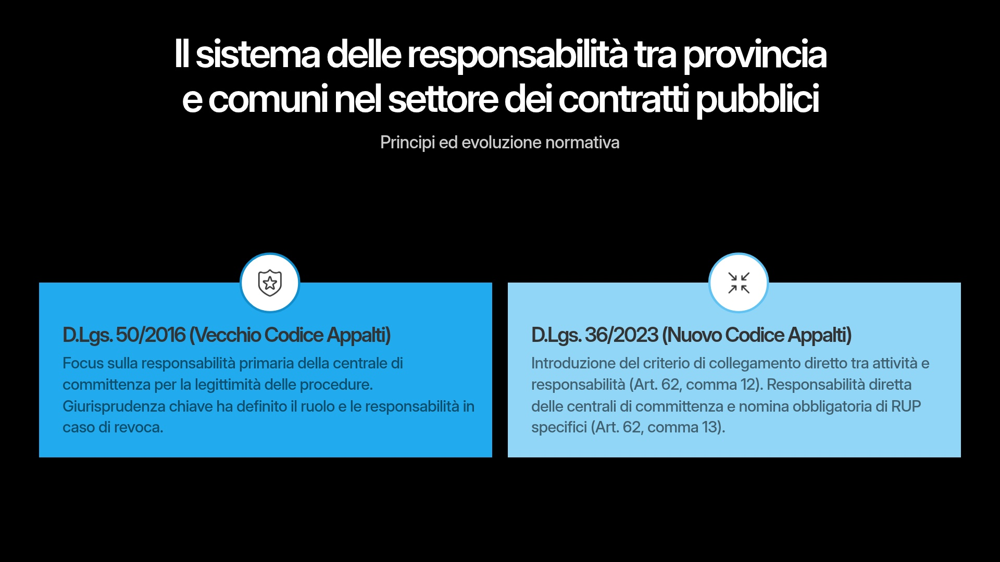 Il sistema delle responsabilità tra provincia
e comuni nel settore dei contratti pubblici
Principi ed evoluzione normativa
D.Lgs. 50/2016 (Vecchio Codice Appalti)
Focus sulla responsabilità primaria della centrale di
committenza per la legittimità delle procedure.
Giurisprudenza chiave ha definito il ruolo e le responsabilità in
caso di revoca.
D.Lgs. 36/2023 (Nuovo Codice Appalti)
Introduzione del criterio di collegamento diretto tra attività e
responsabilità (Art. 62, comma 12). Responsabilità diretta
delle centrali di committenza e nomina obbligatoria di RUP
specifici (Art. 62, comma 13).